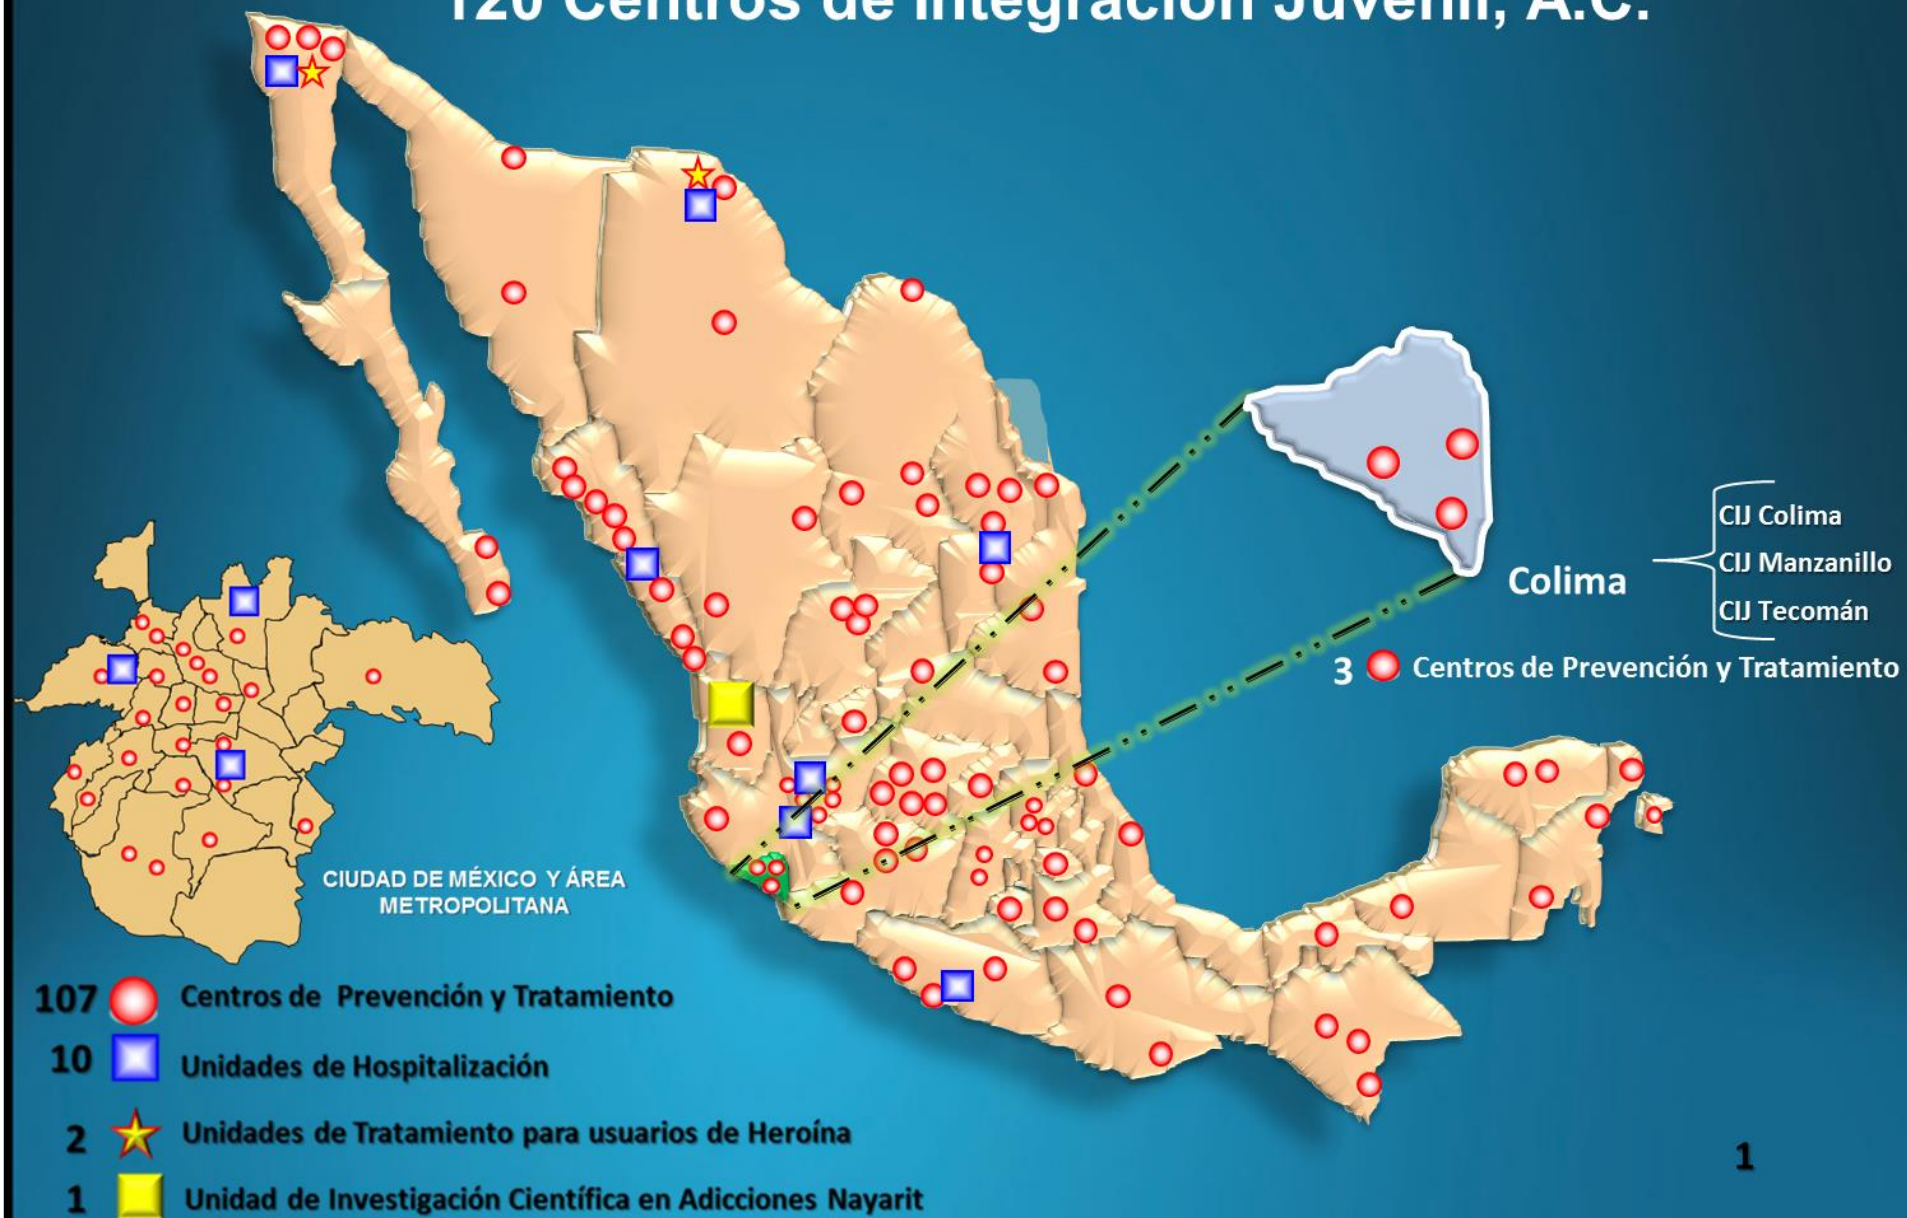 120 Centros de Integración Juvenil, A.C.
CIJ Colima
CIJ Manzanillo
CIJ Tecomán
Colima
3 Centros de Prevención y Tratamiento
CIUDAD DE MÉXICO Y ÁREA
METROPOLITANA
107 Centros de Prevención y Tratamiento
10 Unidades de Hospitalización
2 Unidades de Tratamiento para usuarios de Heroína
1 Unidad de Investigación Científica en Adicciones Nayarit
1